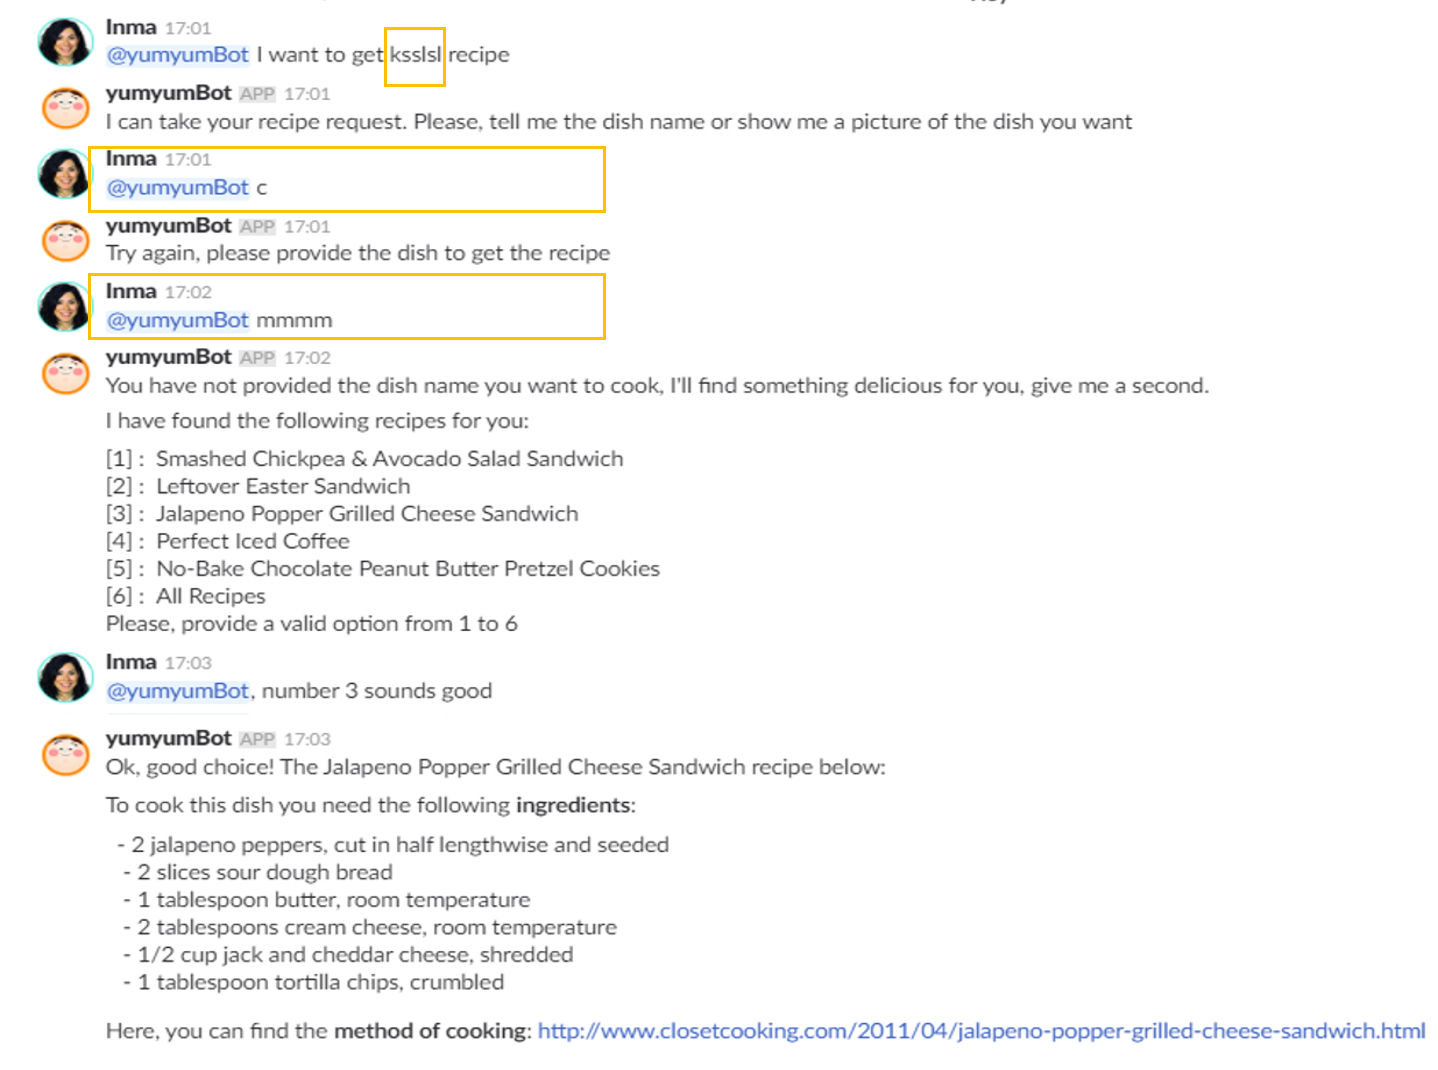 Inma 17:01
@yumyumBot I want to get ksslsl recipe
yumyumBot APP 17:01
I can take your recipe request. Please, tell me the dish name or show me a picture of the dish you want
Inma 17:01
@yumyumBot c
yumyumBot APP 17:01
Try again, please provide the dish to get the recipe
Inma 17:02
@yumyumBot mmmm
yumyumBot APP 17:02
You have not provided the dish name you want to cook, I'll find something delicious for you, give me a second.
I have found the following recipes for you:
[1] : Smashed Chickpea & Avocado Salad Sandwich
[2] : Leftover Easter Sandwich
[3] : Jalapeno Popper Grilled Cheese Sandwich
[4] : Perfect Iced Coffee
[5] : No-Bake Chocolate Peanut Butter Pretzel Cookies
[6] : All Recipes
Please, provide a valid option from 1 to 6
Inma 17:03
@yumyumBot, number 3 sounds good
yumyumBot APP 17:03
Ok, good choice! The Jalapeno Popper Grilled Cheese Sandwich recipe below:
To cook this dish you need the following ingredients:
- 2 jalapeno peppers, cut in half lengthwise and seeded
- 2 slices sour dough bread
- 1 tablespoon butter, room temperature
- 2 tablespoons cream cheese, room temperature
- 1/2 cup jack and cheddar cheese, shredded
- 1 tablespoon tortilla chips, crumbled
Here, you can find the method of cooking: http://www.closetcooking.com/2011/04/jalapeno-popper-grilled-cheese-sandwich.html